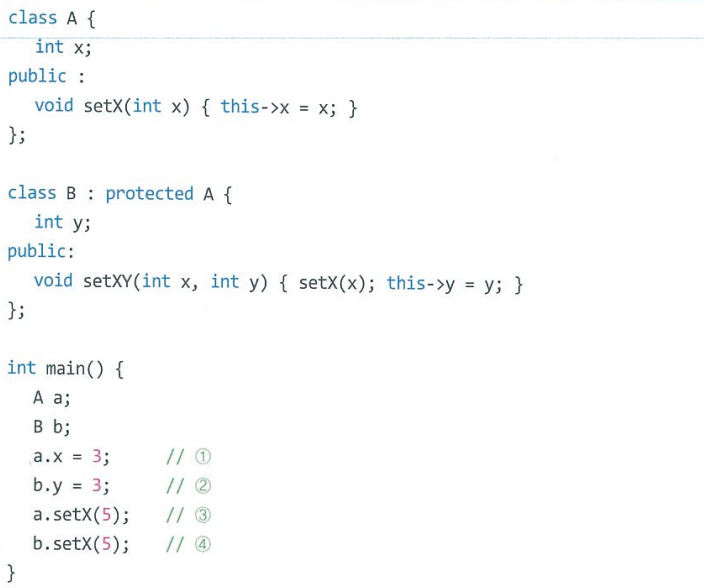 class A {
int x;
public :
void setX(int x) { this->x = x; }
};
class B : protected A {
int y;
public:
void setXY(int x, int y) { setX(x); this->y = y; }
};
int main() {
A a;
B b;
a.x = 3; // ①
b.y = 3; // ②
a.setX(5); // ③
b.setX(5); // ④
}